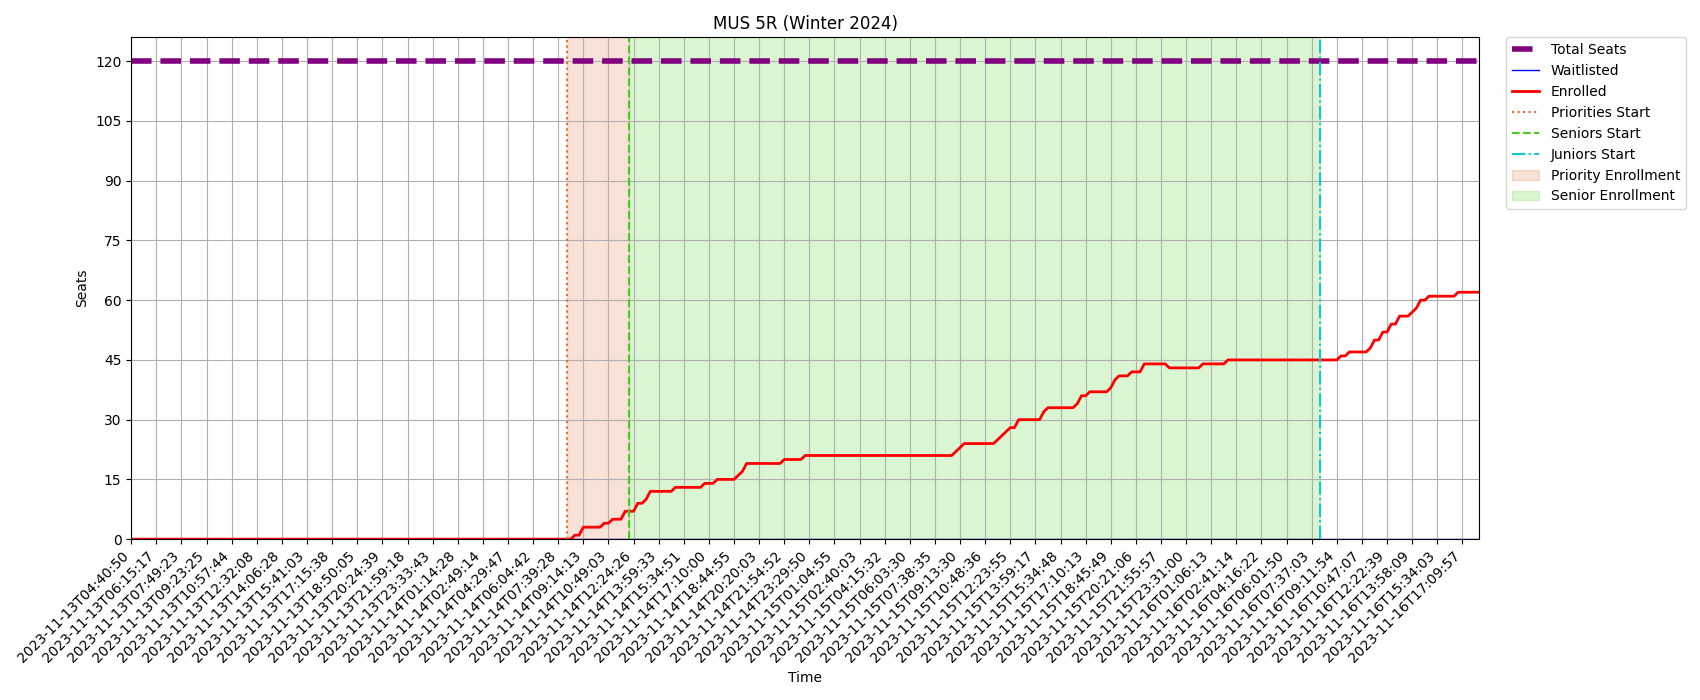 MUS 5R (Winter 2024)
120
105
90
75
60
45
30
15
0
Seats
2023-11-13T04:40:50
2023-11-13T06:15:17
2023-11-13T07:49:23
2023-11-13T09:23:25
2023-11-13T10:57:44
2023-11-13T12:32:08
2023-11-13T14:06:28
2023-11-13T15:41:03
2023-11-13T17:15:38
2023-11-13T18:50:05
2023-11-13T20:24:39
2023-11-13T21:59:18
2023-11-13T23:33:43
2023-11-14T01:14:28
2023-11-14T02:49:14
2023-11-14T04:29:47
2023-11-14T06:04:42
2023-11-14T07:39:28
2023-11-14T09:14:13
2023-11-14T10:49:03
2023-11-14T12:24:26
2023-11-14T13:59:33
2023-11-14T15:34:51
2023-11-14T17:10:00
2023-11-14T18:44:55
2023-11-14T20:20:03
2023-11-14T21:54:52
2023-11-14T23:29:50
2023-11-15T01:04:55
2023-11-15T02:40:03
2023-11-15T04:15:32
2023-11-15T06:03:30
2023-11-15T07:38:35
2023-11-15T09:13:30
2023-11-15T10:48:36
2023-11-15T12:23:55
2023-11-15T13:59:17
2023-11-15T15:34:48
2023-11-15T17:10:13
2023-11-15T18:45:49
2023-11-15T20:21:06
2023-11-15T21:55:57
2023-11-15T23:31:00
2023-11-16T01:06:13
2023-11-16T02:41:14
2023-11-16T04:16:22
2023-11-16T06:01:50
2023-11-16T07:37:03
2023-11-16T09:11:54
2023-11-16T10:47:07
2023-11-16T12:22:39
2023-11-16T13:58:09
2023-11-16T15:34:03
2023-11-16T17:09:57
Time
Total Seats
Waitlisted
Enrolled
Priorities Start
Seniors Start
Juniors Start
Priority Enrollment
Senior Enrollment